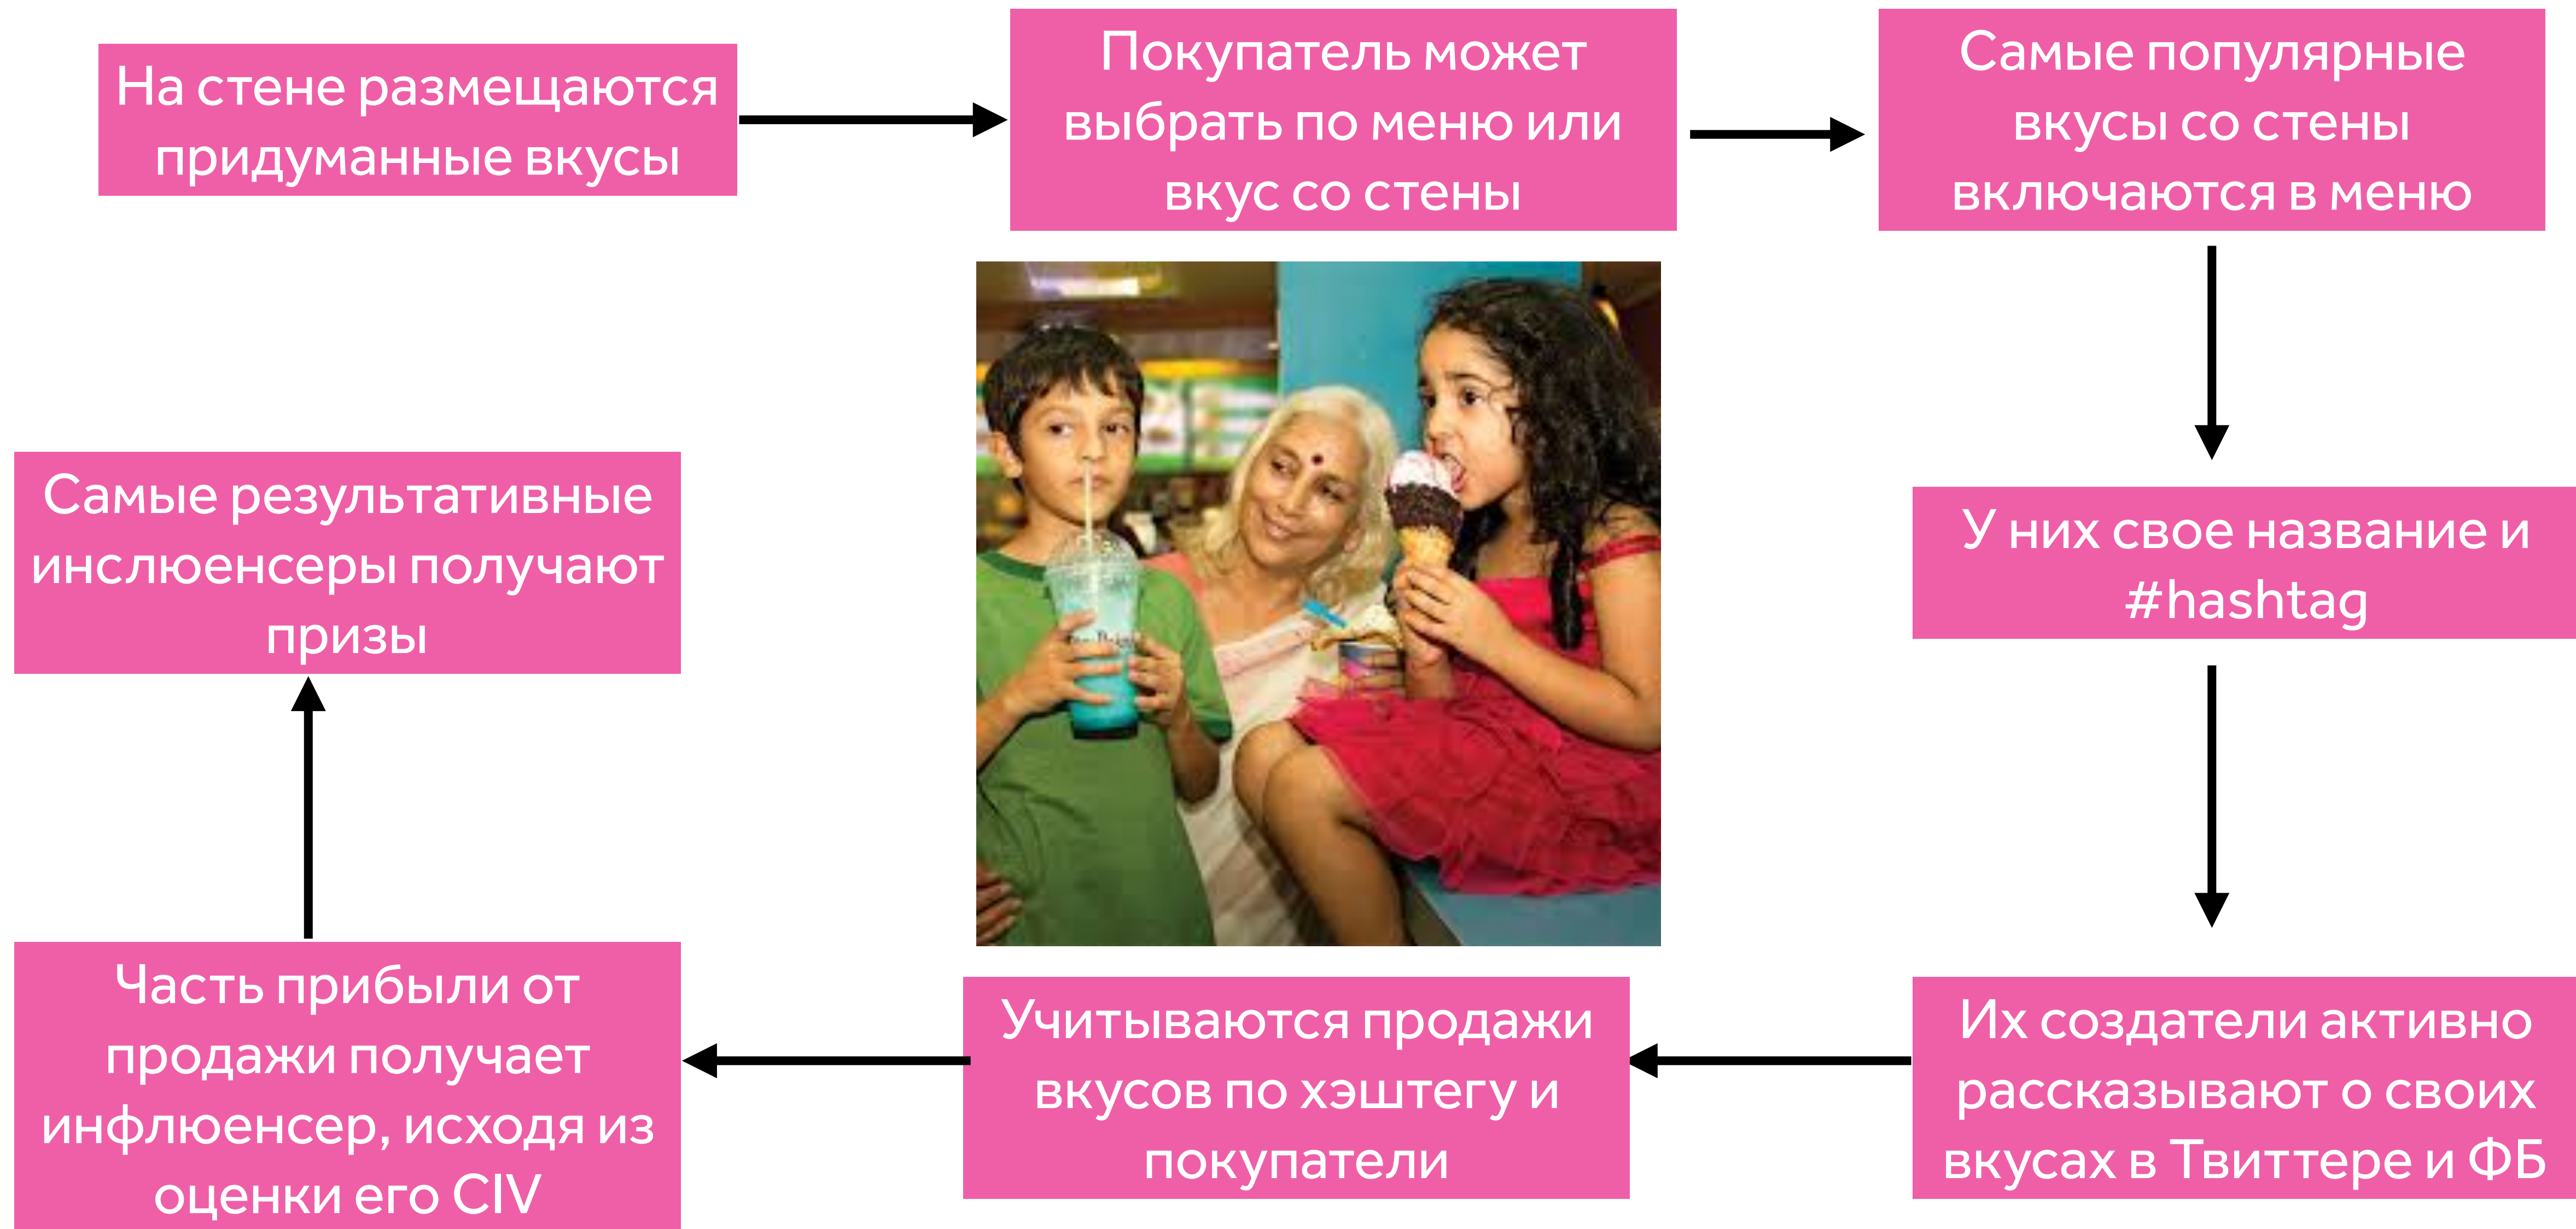 На стене размещаются
придуманные вкусы
Покупатель может
выбрать по меню или
вкус со стены
Самые популярные
вкусы со стены
включаются в меню
У них свое название и
#hashtag
Их создатели активно
рассказывают о своих
вкусах в Твиттере и ФБ
Учитываются продажи
вкусов по хэштегу и
покупатели
Часть прибыли от
продажи получает
инфлюенсер, исходя из
оценки его CIV
Самые результативные
инслюенсеры получают
призы